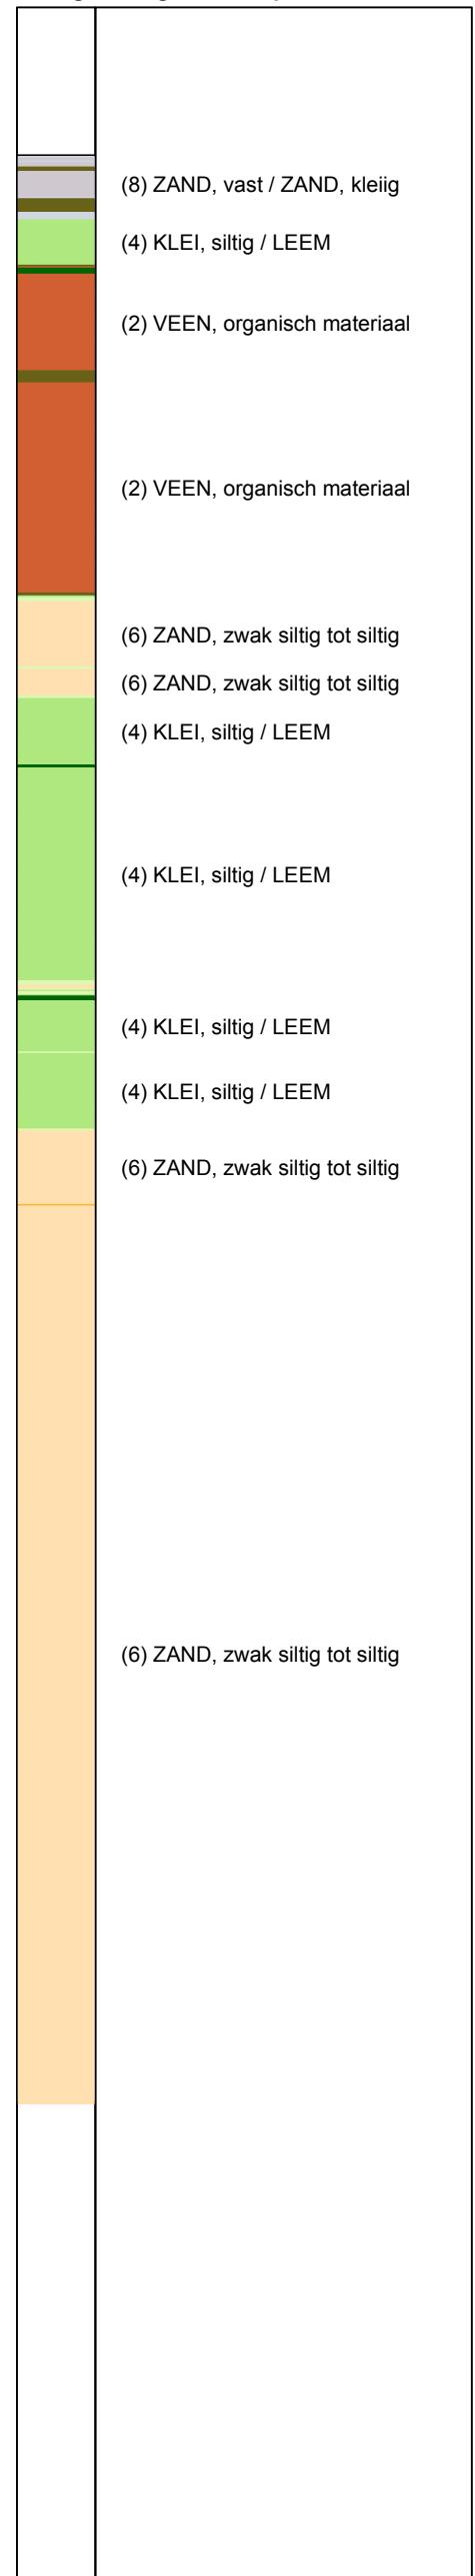 (8) ZAND, vast / ZAND, kleiig
(4) KLEI, siltig / LEEM
(2) VEEN, organisch materiaal
(2) VEEN, organisch materiaal
(6) ZAND, zwak siltig tot siltig
(6) ZAND, zwak siltig tot siltig
(4) KLEI, siltig / LEEM
(4) KLEI, siltig / LEEM
(4) KLEI, siltig / LEEM
(4) KLEI, siltig / LEEM
(6) ZAND, zwak siltig tot siltig
(6) ZAND, zwak siltig tot siltig